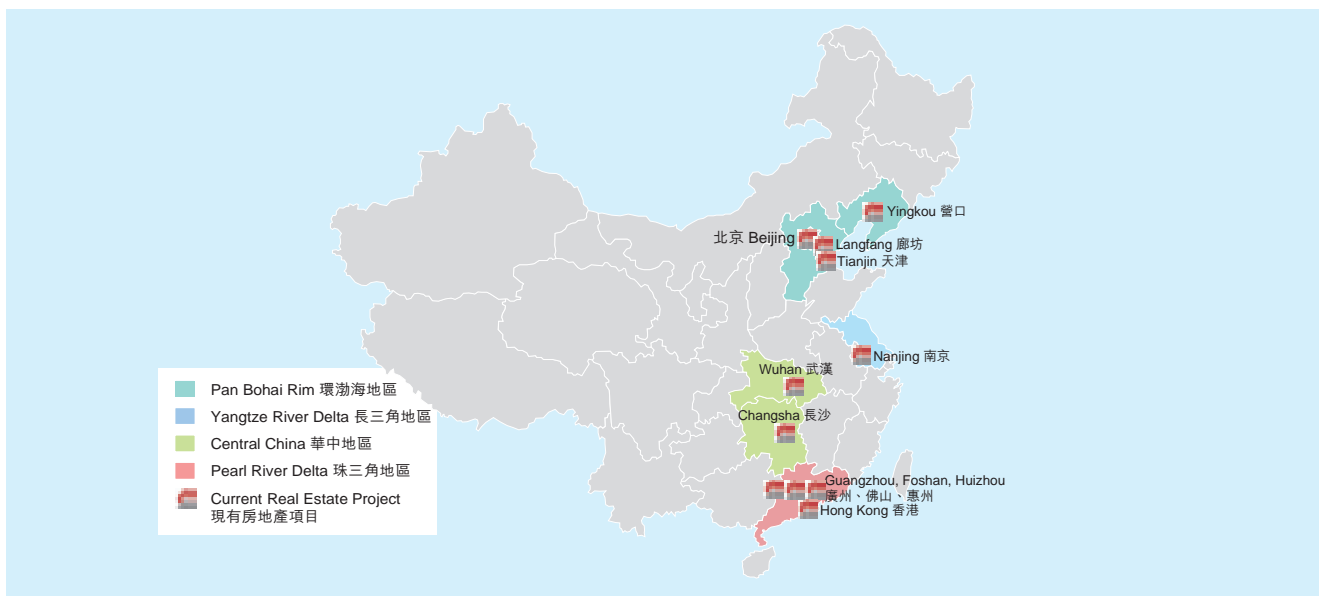 Yingkou 營口
北京 Beijing
Langfang 廊坊
Tianjin 天津
Nanjing 南京
Wuhan 武漢
Changsha 長沙
Guangzhou, Foshan, Huizhou
廣州、佛山、惠州
Hong Kong 香港
Pan Bohai Rim 環渤海地區
Yangtze River Delta 長三角地區
Central China 華中地區
Pearl River Delta 珠三角地區
Current Real Estate Project
現有房地產項目